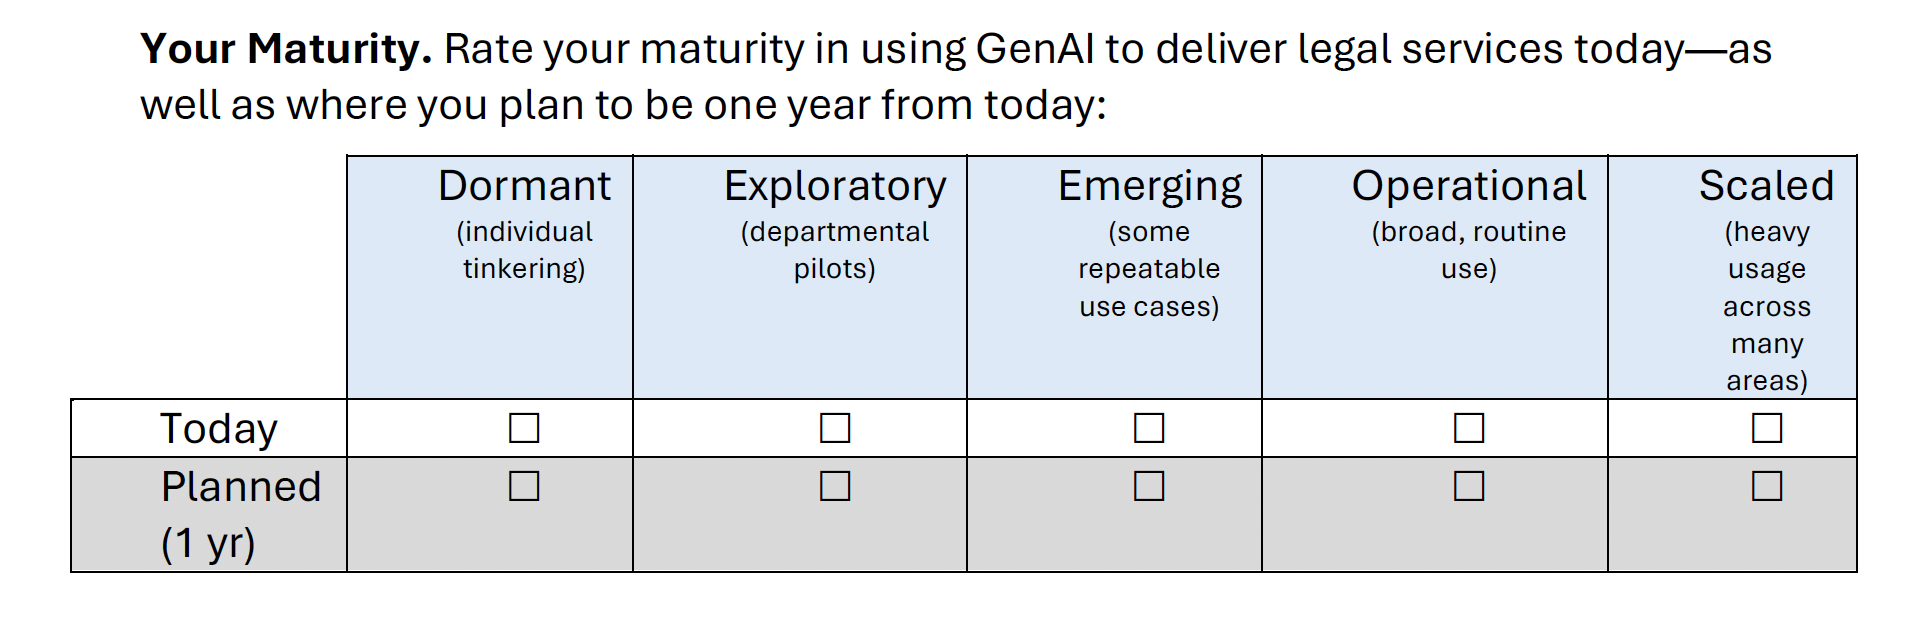 Your Maturity. Rate your maturity in using GenAI to deliver legal services today—as
well as where you plan to be one year from today:
Dormant
(individual
tinkering)
Exploratory
(departmental
pilots)
Emerging
(some
repeatable
use cases)
Operational
(broad, routine
use)
Scaled
(heavy
usage
across
many
areas)
Today ☐ ☐ ☐ ☐ ☐
Planned ☐ ☐ ☐ ☐ ☐
(1 yr)